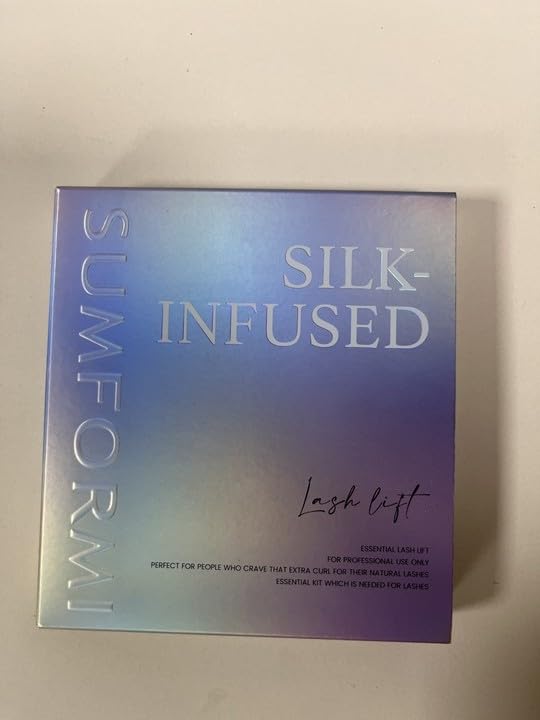 SUMFORMI
SILK-
INFUSED
Lash lift
ESSENTIAL LASH LIFT
FOR PROFESSIONAL USE ONLY
PERFECT FOR PEOPLE WHO CRAVE THAT EXTRA CURL FOR THEIR NATURAL LASHES
ESSENTIAL KIT WHICH IS NEEDED FOR LASHES